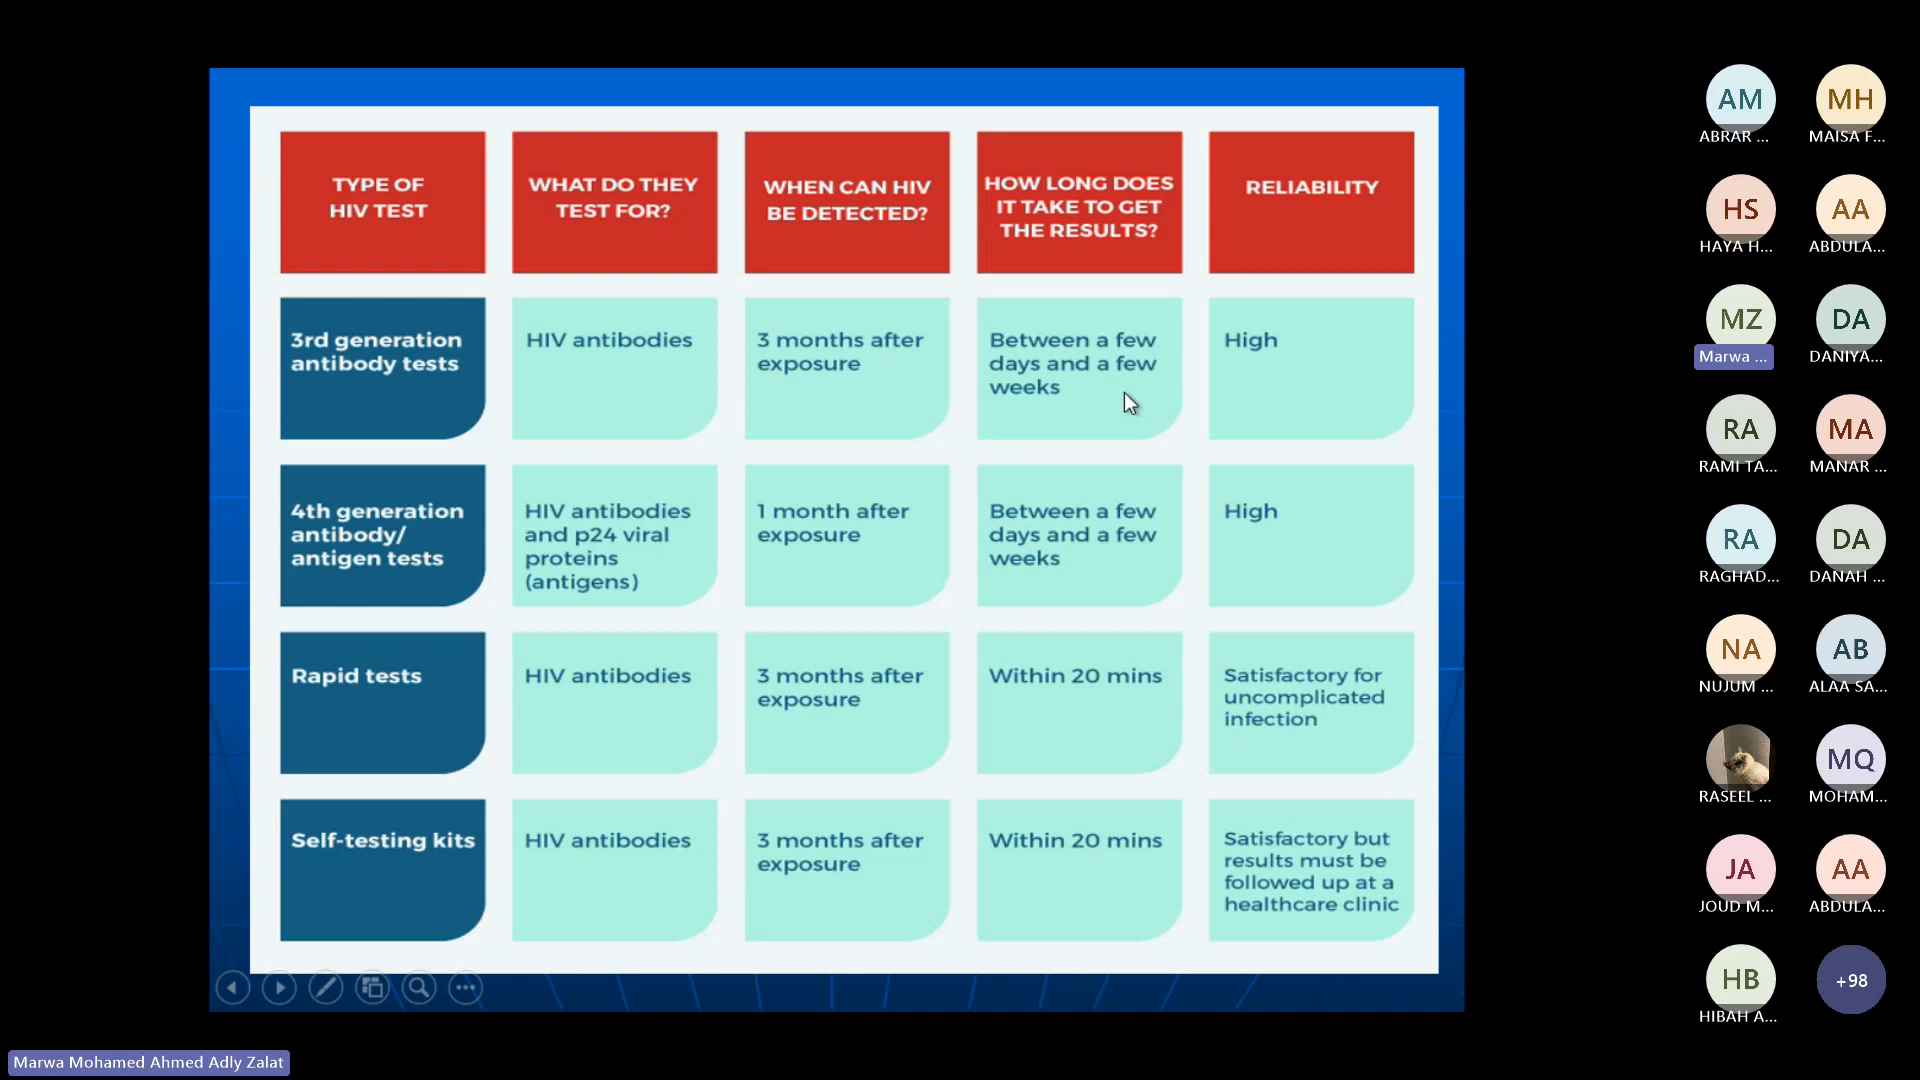 TYPE OF
HIV TEST
WHAT DO THEY
TEST FOR?
WHEN CAN HIV
BE DETECTED?
HOW LONG DOES
IT TAKE TO GET
THE RESULTS?
RELIABILITY
3rd generation
antibody tests
HIV antibodies
3 months after
exposure
Between a few
days and a few
weeks
High
4th generation
antibody/
antigen tests
HIV antibodies
and p24 viral
proteins
(antigens)
1 month after
exposure
Between a few
days and a few
weeks
High
Rapid tests
HIV antibodies
3 months after
exposure
Within 20 mins
Satisfactory for
uncomplicated
infection
Self-testing kits
HIV antibodies
3 months after
exposure
Within 20 mins
Satisfactory but
results must be
followed up at a
healthcare clinic
AM
ABRAR ...
MH
MAISA F...
HS
HAYA H...
AA
ABDULA...
MZ
Marwa ...
DA
DANIYA...
RA
RAMI TA...
MA
MANAR ...
RA
RAGHAD...
DA
DANAH ...
NA
NUJUM ...
AB
ALAA SA...
RASEEL ...
MQ
MOHAM...
JA
JOUD M...
AA
ABDULA...
HB
HIBAH A...
+98
Marwa Mohamed Ahmed Adly Zalat